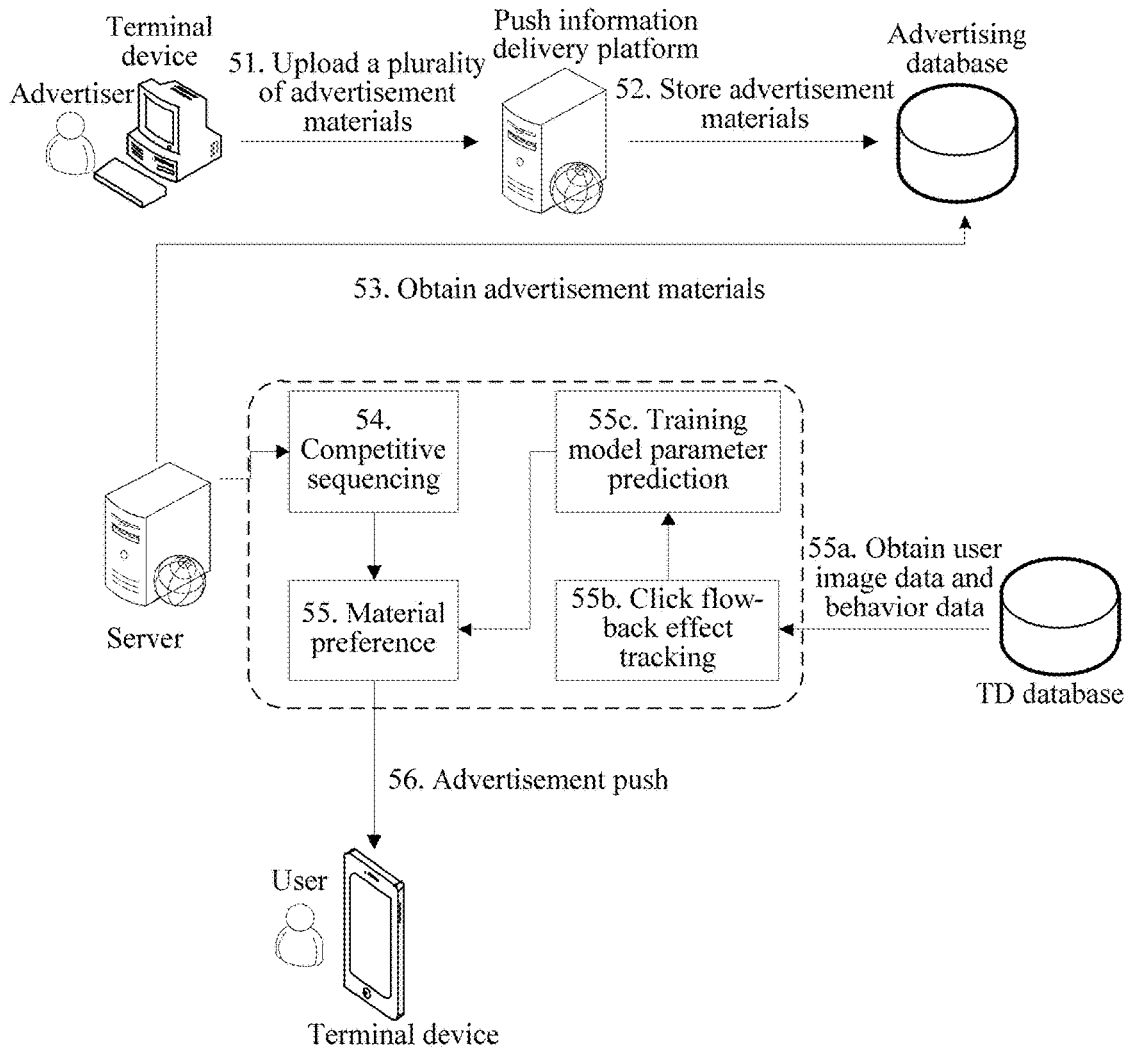 Terminal
device
Advertiser
51. Upload a plurality
of advertisement
materials
Push information
delivery platform
52. Store advertisement
materials
Advertising
database
53. Obtain advertisement materials
54.
Competitive
sequencing
55c. Training
model parameter
prediction
55. Material
preference
55b. Click flow-
back effect
tracking
55a. Obtain user
image data and
behavior data
Server
TD database
56. Advertisement push
User
Terminal device